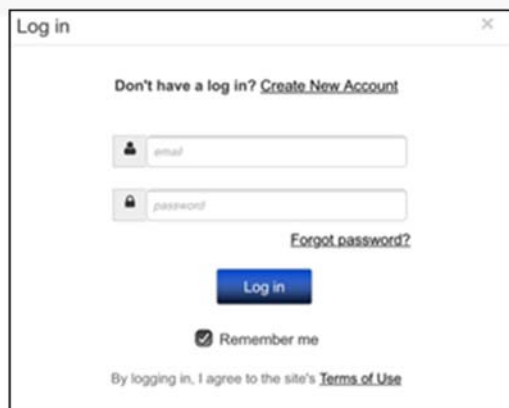 Log in
Don't have a log in? Create New Account
email
password
Forgot password?
Log in
Remember me
By logging in, I agree to the site's Terms of Use